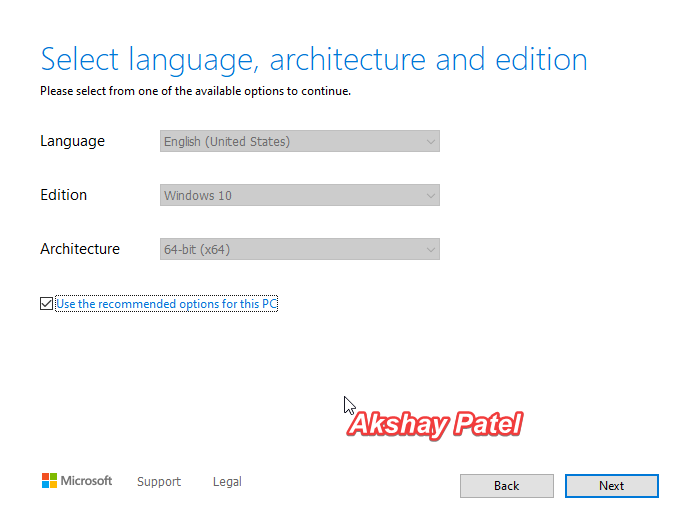 Select language, architecture and edition
Please select from one of the available options to continue.
Language English (United States)
Edition Windows 10
Architecture 64-bit (x64)
Use the recommended options for this PC
Akshay Patel
Microsoft Support Legal Back Next